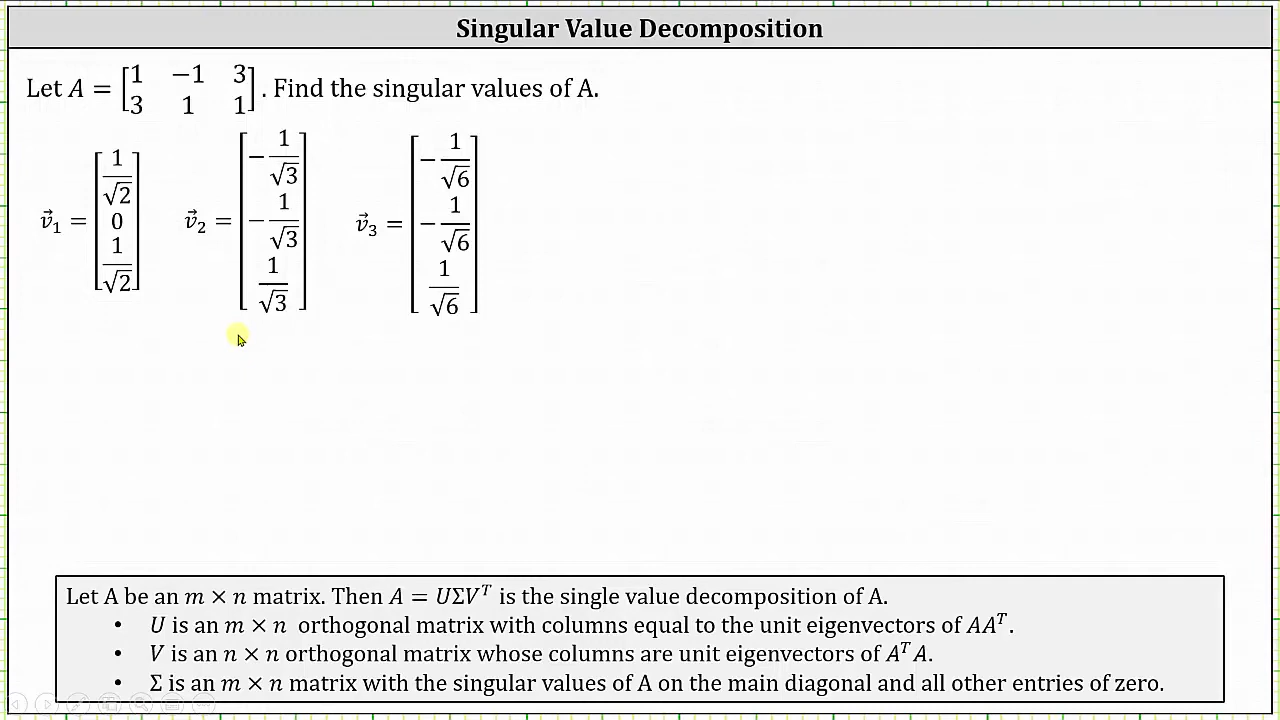 Singular Value Decomposition
Let A = [1 −1 3; 3 1 1]. Find the singular values of A.
v⃗₁ = [1/√2; 0; 1/√2] v⃗₂ = [−1/√3; −1/√3; 1/√3] v⃗₃ = [−1/√6; −1/√6; 1/√6]
Let A be an m × n matrix. Then A = UΣVᵀ is the single value decomposition of A.
• U is an m × n orthogonal matrix with columns equal to the unit eigenvectors of AAᵀ.
• V is an n × n orthogonal matrix whose columns are unit eigenvectors of AᵀA.
• Σ is an m × n matrix with the singular values of A on the main diagonal and all other entries of zero.